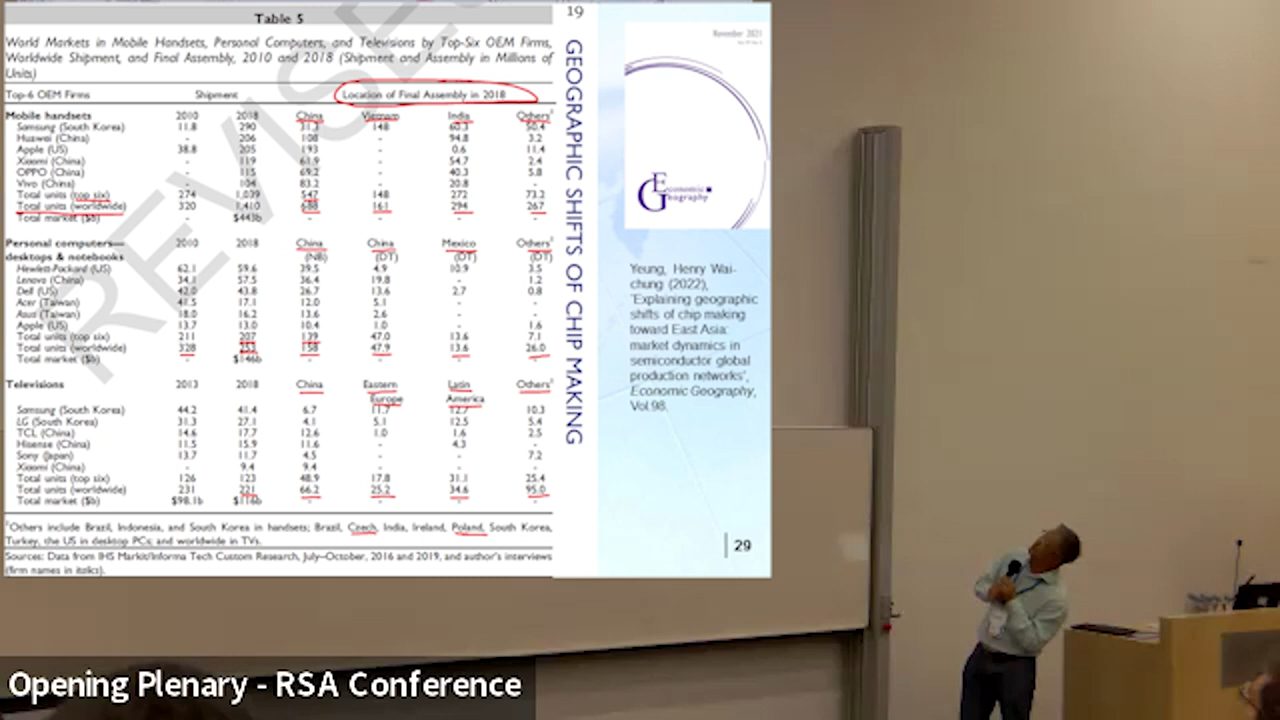 Table 5
World Markets in Mobile Handsets, Personal Computers, and Televisions by Top-Six OEM Firms,
Worldwide Shipment, and Final Assembly, 2010 and 2018 (Shipment and Assembly in Millions of
Units)
Top-6 OEM Firms Shipment Location of Final Assembly in 2018
Mobile handsets 2010 2018 China Vietnam India Others¹
Samsung (South Korea) 11.8 290 31.3 148 60.3 50.4
Huawei (China) - 206 108 - 94.8 3.2
Apple (US) 38.8 205 193 - 0.6 11.4
Xiaomi (China) - 119 61.9 - 54.7 2.4
OPPO (China) - 115 69.2 - 40.3 5.8
Vivo (China) - 104 83.2 - 20.8 -
Total units (top six) 274 1,039 547 148 272 73.2
Total units (worldwide) 320 1,410 688 161 294 267
Total market ($b) - $443b - - - -
Personal computers— 2010 2018 China China Mexico Others¹
desktops & notebooks (NB) (DT) (DT) (DT)
Hewlett-Packard (US) 62.1 59.6 39.5 4.9 10.9 3.5
Lenovo (China) 34.1 57.5 36.4 19.8 - 1.2
Dell (US) 42.0 43.8 26.7 13.6 2.7 0.8
Acer (Taiwan) 41.5 17.1 12.0 5.1 - -
Asus (Taiwan) 18.0 16.2 13.6 2.6 - -
Apple (US) 13.7 13.0 10.4 1.0 - 1.6
Total units (top six) 211 207 139 47.0 13.6 7.1
Total units (worldwide) 328 253 158 47.9 13.6 26.0
Total market ($b) - $146b - - - -
Televisions 2013 2018 China Eastern Latin Others¹
Europe America
Samsung (South Korea) 44.2 41.4 6.7 11.7 12.7 10.3
LG (South Korea) 31.3 27.1 4.1 5.1 12.5 5.4
TCL (China) 14.6 17.7 12.6 1.0 1.6 2.5
Hisense (China) 11.5 15.9 11.6 - 4.3 -
Sony (Japan) 13.7 11.7 4.5 - - 7.2
Xiaomi (China) - 9.4 9.4 - - -
Total units (top six) 126 123 48.9 17.8 31.1 25.4
Total units (worldwide) 231 221 66.2 25.2 34.6 95.0
Total market ($b) $98.1b $116b - - - -
¹Others include Brazil, Indonesia, and South Korea in handsets; Brazil, Czech, India, Ireland, Poland, South Korea,
Turkey, the US in desktop PCs; and worldwide in TVs.
Sources: Data from IHS Markit/Informa Tech Custom Research, July–October, 2016 and 2019, and author's interviews
(firm names in italics).
REVISE
19
GEOGRAPHIC SHIFTS OF CHIP MAKING
November 2021
Economic
Geography
Yeung, Henry Wai-
chung (2022),
'Explaining geographic
shifts of chip making
toward East Asia:
market dynamics in
semiconductor global
production networks',
Economic Geography,
Vol.98.
29
Opening Plenary - RSA Conference